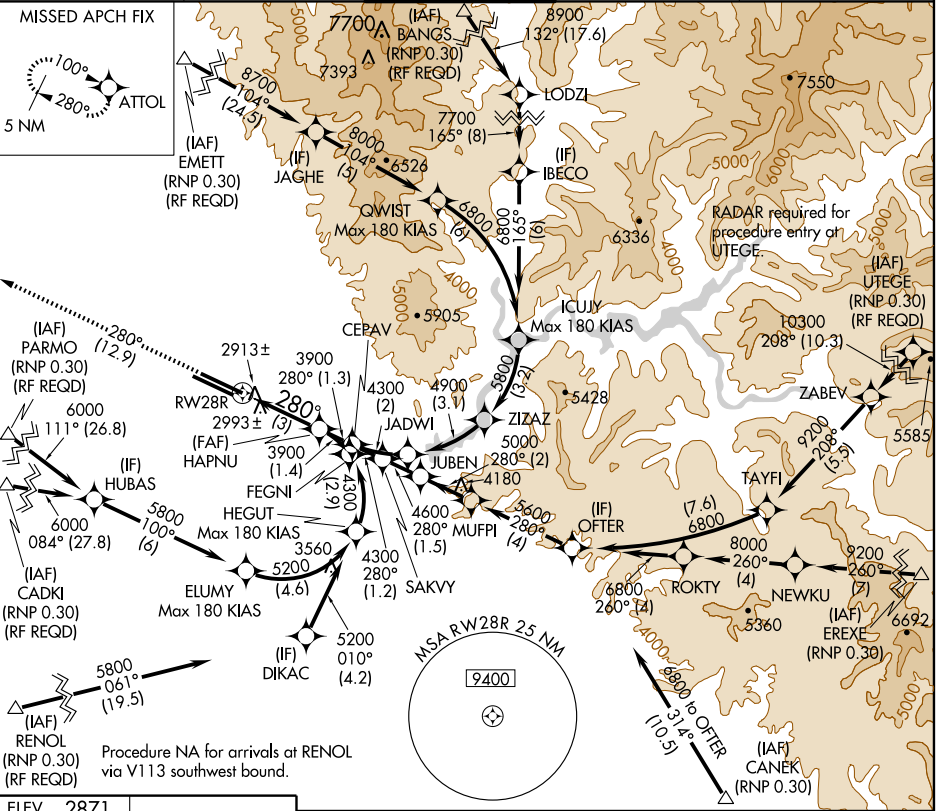 MISSED APCH FIX
100°
280°
ATTOL
5 NM
7700
(IAF)
BANGS
(RNP 0.30)
(RF REQD)
7393
8900
132° (17.6)
LODZI
7700
165° (8)
(IF)
IBECO
6800
165°
(6)
5000
7550
6000
8700
104°
(24.5)
(IAF)
EMETT
(RNP 0.30)
(RF REQD)
(IF)
JAGHE
8000
104°
(5)
6526
QWIST
Max 180 KIAS
6800
(6)
6336
4000
RADAR required for
procedure entry at
UTEGE.
5000
(IAF)
UTEGE
(RNP 0.30)
(RF REQD)
4000
5000
5905
ICUJY
Max 180 KIAS
10300
208° (10.3)
ZABEV
5585
280°
(12.9)
(IAF)
PARMO
(RNP 0.30)
(RF REQD)
2913±
CEPAV
3900
280° (1.3)
4300
(2)
4900
(3.1)
5800
(3.2)
5428
RW28R
2993±
280°
(3)
JADWI
ZIZAZ
9200
208°
(5.5)
(FAF)
HAPNU
3900
(1.4)
JUBEN
5000
280° (2)
4180
TAYFI
6000
111° (26.8)
(IF)
HUBAS
FEGNI
4300
(2.9)
HEGUT
Max 180 KIAS
4600
280°
(1.5)
MUFPI
5600
280°
(4)
(IF)
OFTER
(7.6)
6800
6000
084° (27.8)
5800
100°
(6)
3560
4300
280°
(1.2)
SAKVY
8000
260°
(4)
9200
260°
(7)
(IAF)
CADKI
(RNP 0.30)
(RF REQD)
5200
(4.6)
ELUMY
Max 180 KIAS
6800
260° (4)
ROKTY
NEWKU
5360
(IAF)
EREXE
(RNP 0.30)
6692
(IF)
DIKAC
5200
010°
(4.2)
MSA RW28R 25 NM
9400
4000
5000
5800
061°
(19.5)
(IAF)
RENOL
(RNP 0.30)
(RF REQD)
Procedure NA for arrivals at RENOL
via V113 southwest bound.
6800 to OFTER
314°
(10.5)
(IAF)
CANEK
(RNP 0.30)
ELEV 2871